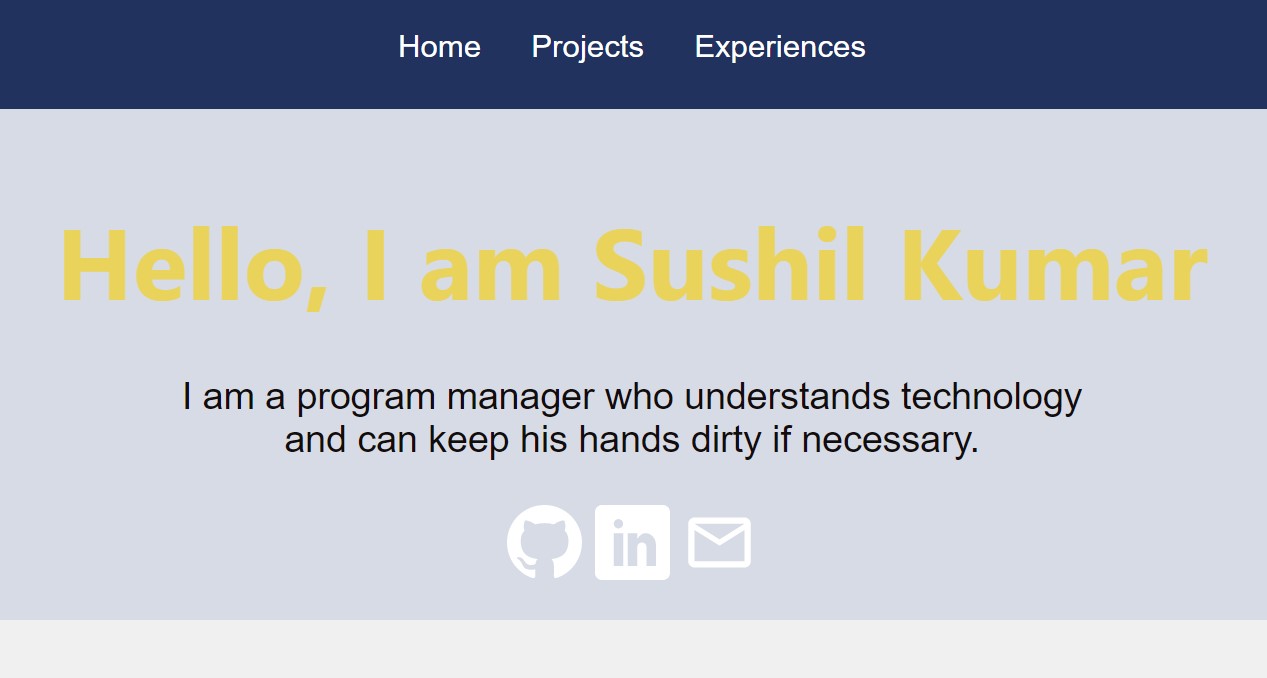 Home Projects Experiences
Hello, I am Sushil Kumar
I am a program manager who understands technology
and can keep his hands dirty if necessary.
in